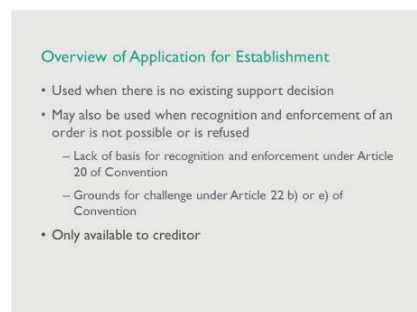 Overview of Application for Establishment
• Used when there is no existing support decision
• May also be used when recognition and enforcement of an
order is not possible or is refused
– Lack of basis for recognition and enforcement under Article
20 of Convention
– Grounds for challenge under Article 22 b) or e) of
Convention
• Only available to creditor